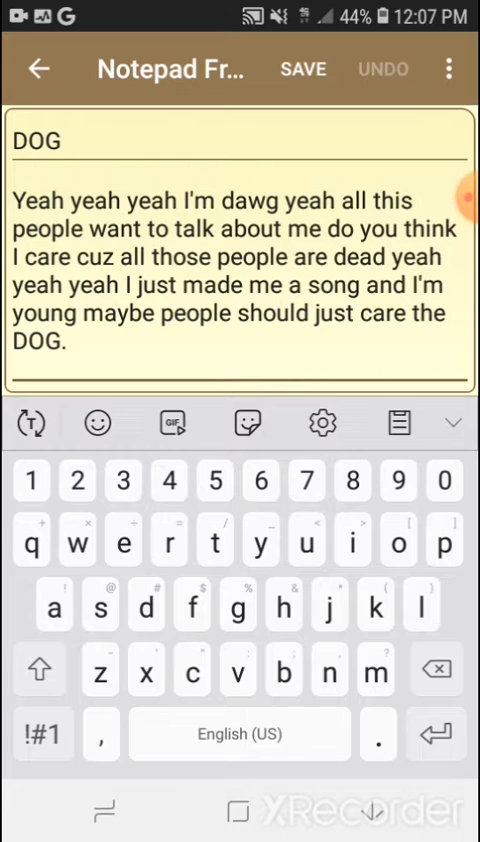 G 4G 44% 12:07 PM
Notepad Fr... SAVE UNDO
DOG
Yeah yeah yeah I'm dawg yeah all this
people want to talk about me do you think
I care cuz all those people are dead yeah
yeah yeah I just made me a song and I'm
young maybe people should just care the
DOG.
T GIF
1 2 3 4 5 6 7 8 9 0
+ × ÷ = / _ < > [ ]
q w e r t y u i o p
! @ # $ % ^ & * ( )
a s d f g h j k l
- ' " : ; , ?
z x c v b n m
!#1 , English (US) .
XRecorder